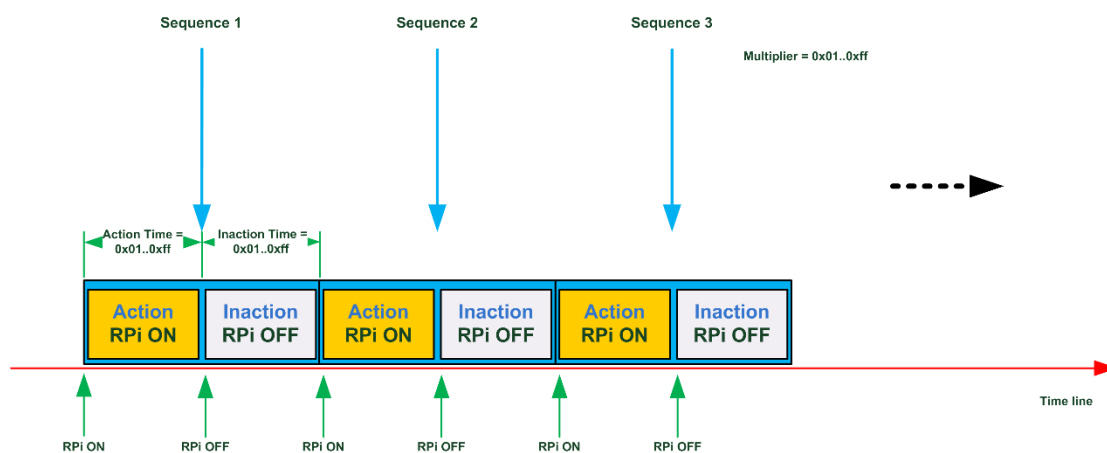 Sequence 1
Sequence 2
Sequence 3
Multiplier = 0x01..0xff
Action Time =
0x01..0xff
Inaction Time =
0x01..0xff
Action
RPi ON
Inaction
RPi OFF
Action
RPi ON
Inaction
RPi OFF
Action
RPi ON
Inaction
RPi OFF
Time line
RPi ON
RPi OFF
RPi ON
RPi OFF
RPi ON
RPi OFF